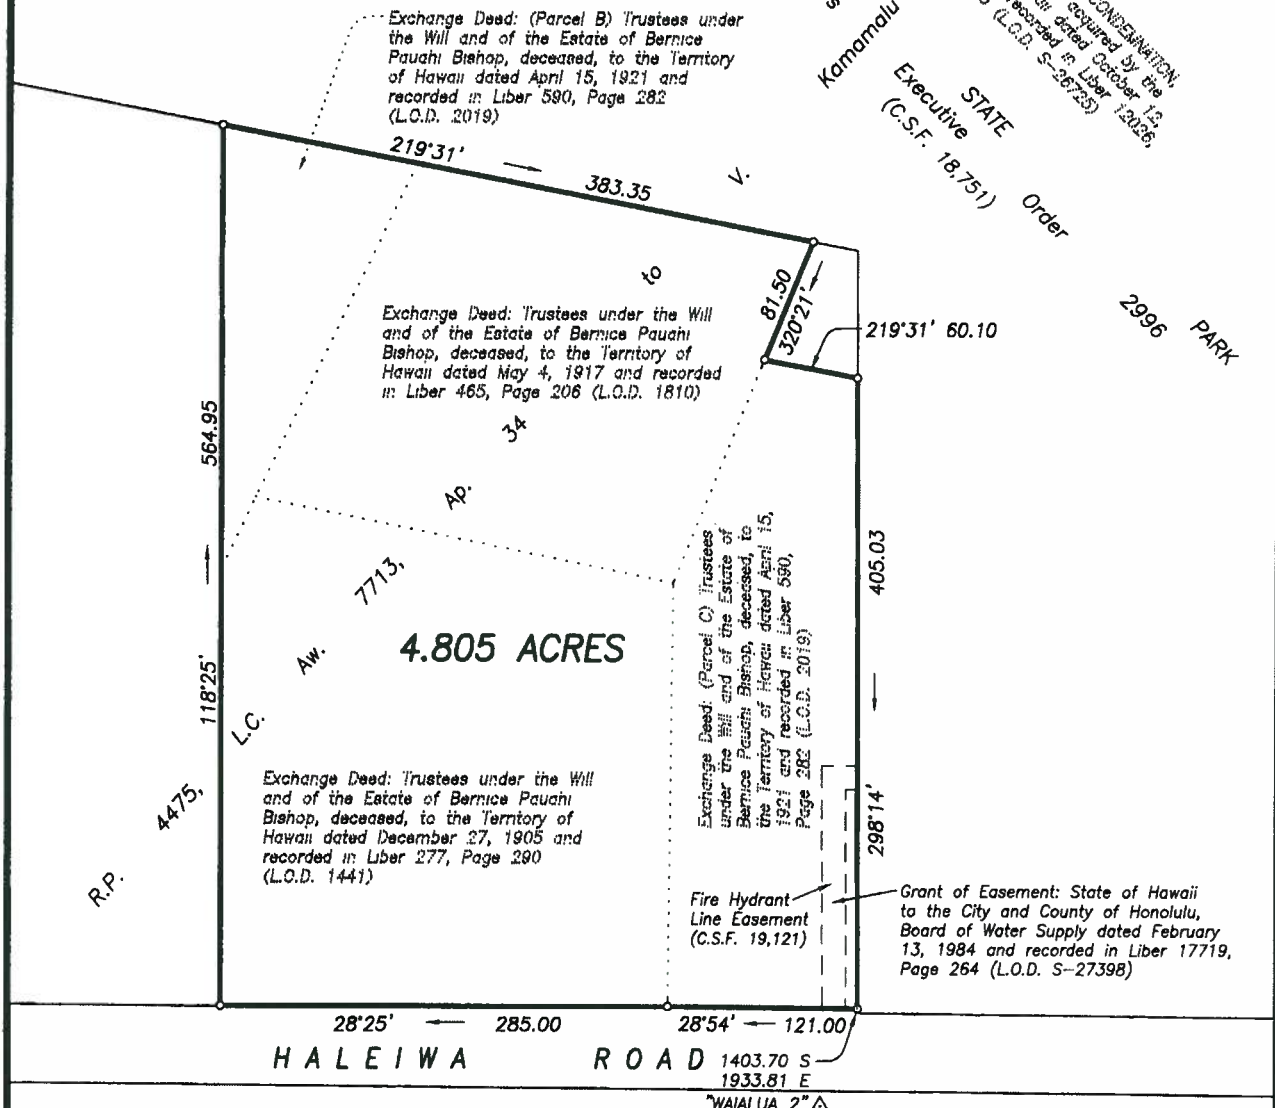 Exchange Deed: (Parcel B) Trustees under
the Will and of the Estate of Bernice
Pauahi Bishop, deceased, to the Territory
of Hawaii dated April 15, 1921 and
recorded in Liber 590, Page 282
(L.O.D. 2019)
s
Kamamalu
CONDEMNATION,
acquired by the
dated October 12,
recorded in Liber 12026,
(L.O.D. S-26725)
STATE
Executive
(C.S.F. 18,751)
Order
2996
PARK
219°31'
383.35
V.
to
81.50
320°21'
219°31' 60.10
Exchange Deed: Trustees under the Will
and of the Estate of Bernice Pauahi
Bishop, deceased, to the Territory of
Hawaii dated May 4, 1917 and recorded
in Liber 465, Page 206 (L.O.D. 1810)
34
Ap.
7713,
Aw.
L.C.
4475,
R.P.
564.95
118°25'
4.805 ACRES
Exchange Deed: (Parcel C) Trustees
under the Will and of the Estate of
Bernice Pauahi Bishop, deceased, to
the Territory of Hawaii dated April 15,
1921 and recorded in Liber 590,
Page 282 (L.O.D. 2019)
405.03
298°14'
Exchange Deed: Trustees under the Will
and of the Estate of Bernice Pauahi
Bishop, deceased, to the Territory of
Hawaii dated December 27, 1905 and
recorded in Liber 277, Page 290
(L.O.D. 1441)
Fire Hydrant
Line Easement
(C.S.F. 19,121)
Grant of Easement: State of Hawaii
to the City and County of Honolulu,
Board of Water Supply dated February
13, 1984 and recorded in Liber 17719,
Page 264 (L.O.D. S-27398)
28°25'
285.00
28°54'
121.00
HALEIWA ROAD
1403.70 S
1933.81 E
"WAIALUA 2"